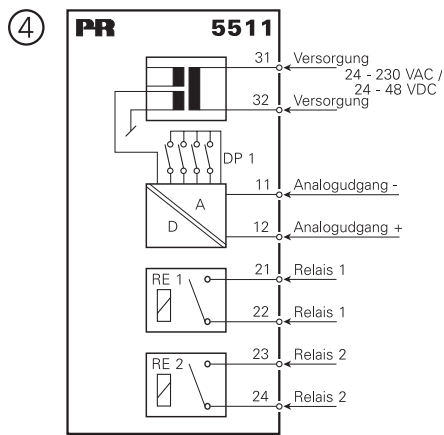 4
PR 5511
31 Versorgung
24 - 230 VAC /
24 - 48 VDC
32 Versorgung
DP 1
11 Analogudgang -
A
D
12 Analogudgang +
21 Relais 1
RE 1
22 Relais 1
23 Relais 2
RE 2
24 Relais 2